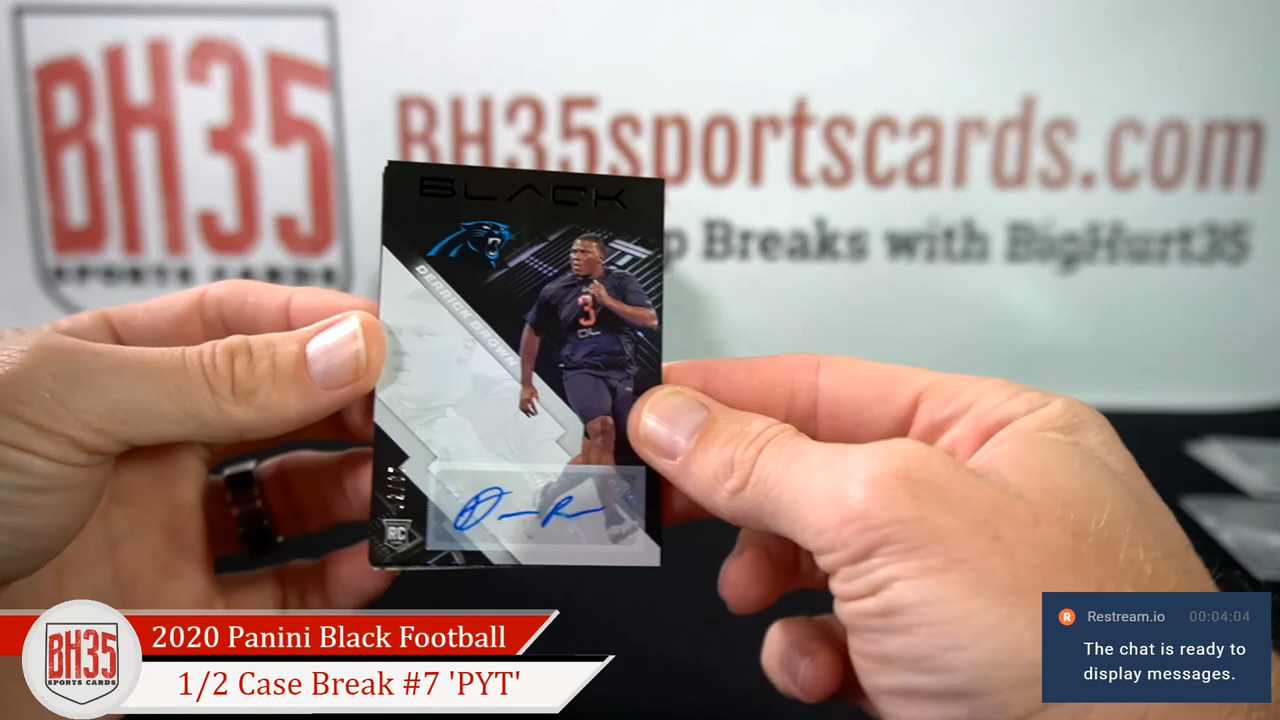 BH35
SPORTS CARDS
BH35sportscards.com
p Breaks with BigHurt35
BLACK
DERRICK BROWN
3
DL
RC
BH35
SPORTS CARDS
2020 Panini Black Football
1/2 Case Break #7 'PYT'
R
Restream.io 00:04:04
The chat is ready to
display messages.